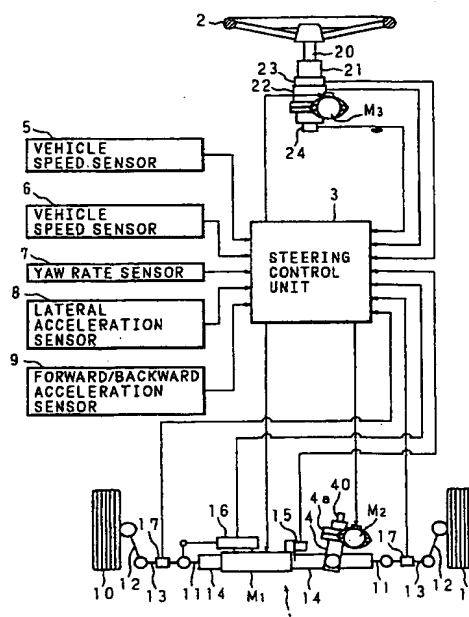 2
20
21
23
22
M3
24
5
VEHICLE
SPEED SENSOR
6
VEHICLE
SPEED SENSOR
7
YAW RATE SENSOR
8
LATERAL
ACCELERATION
SENSOR
9
FORWARD/BACKWARD
ACCELERATION
SENSOR
3
STEERING
CONTROL
UNIT
16
15
4a
40
4
M2
17
17
10
12
13
11
14
M1
14
11
13
12
1